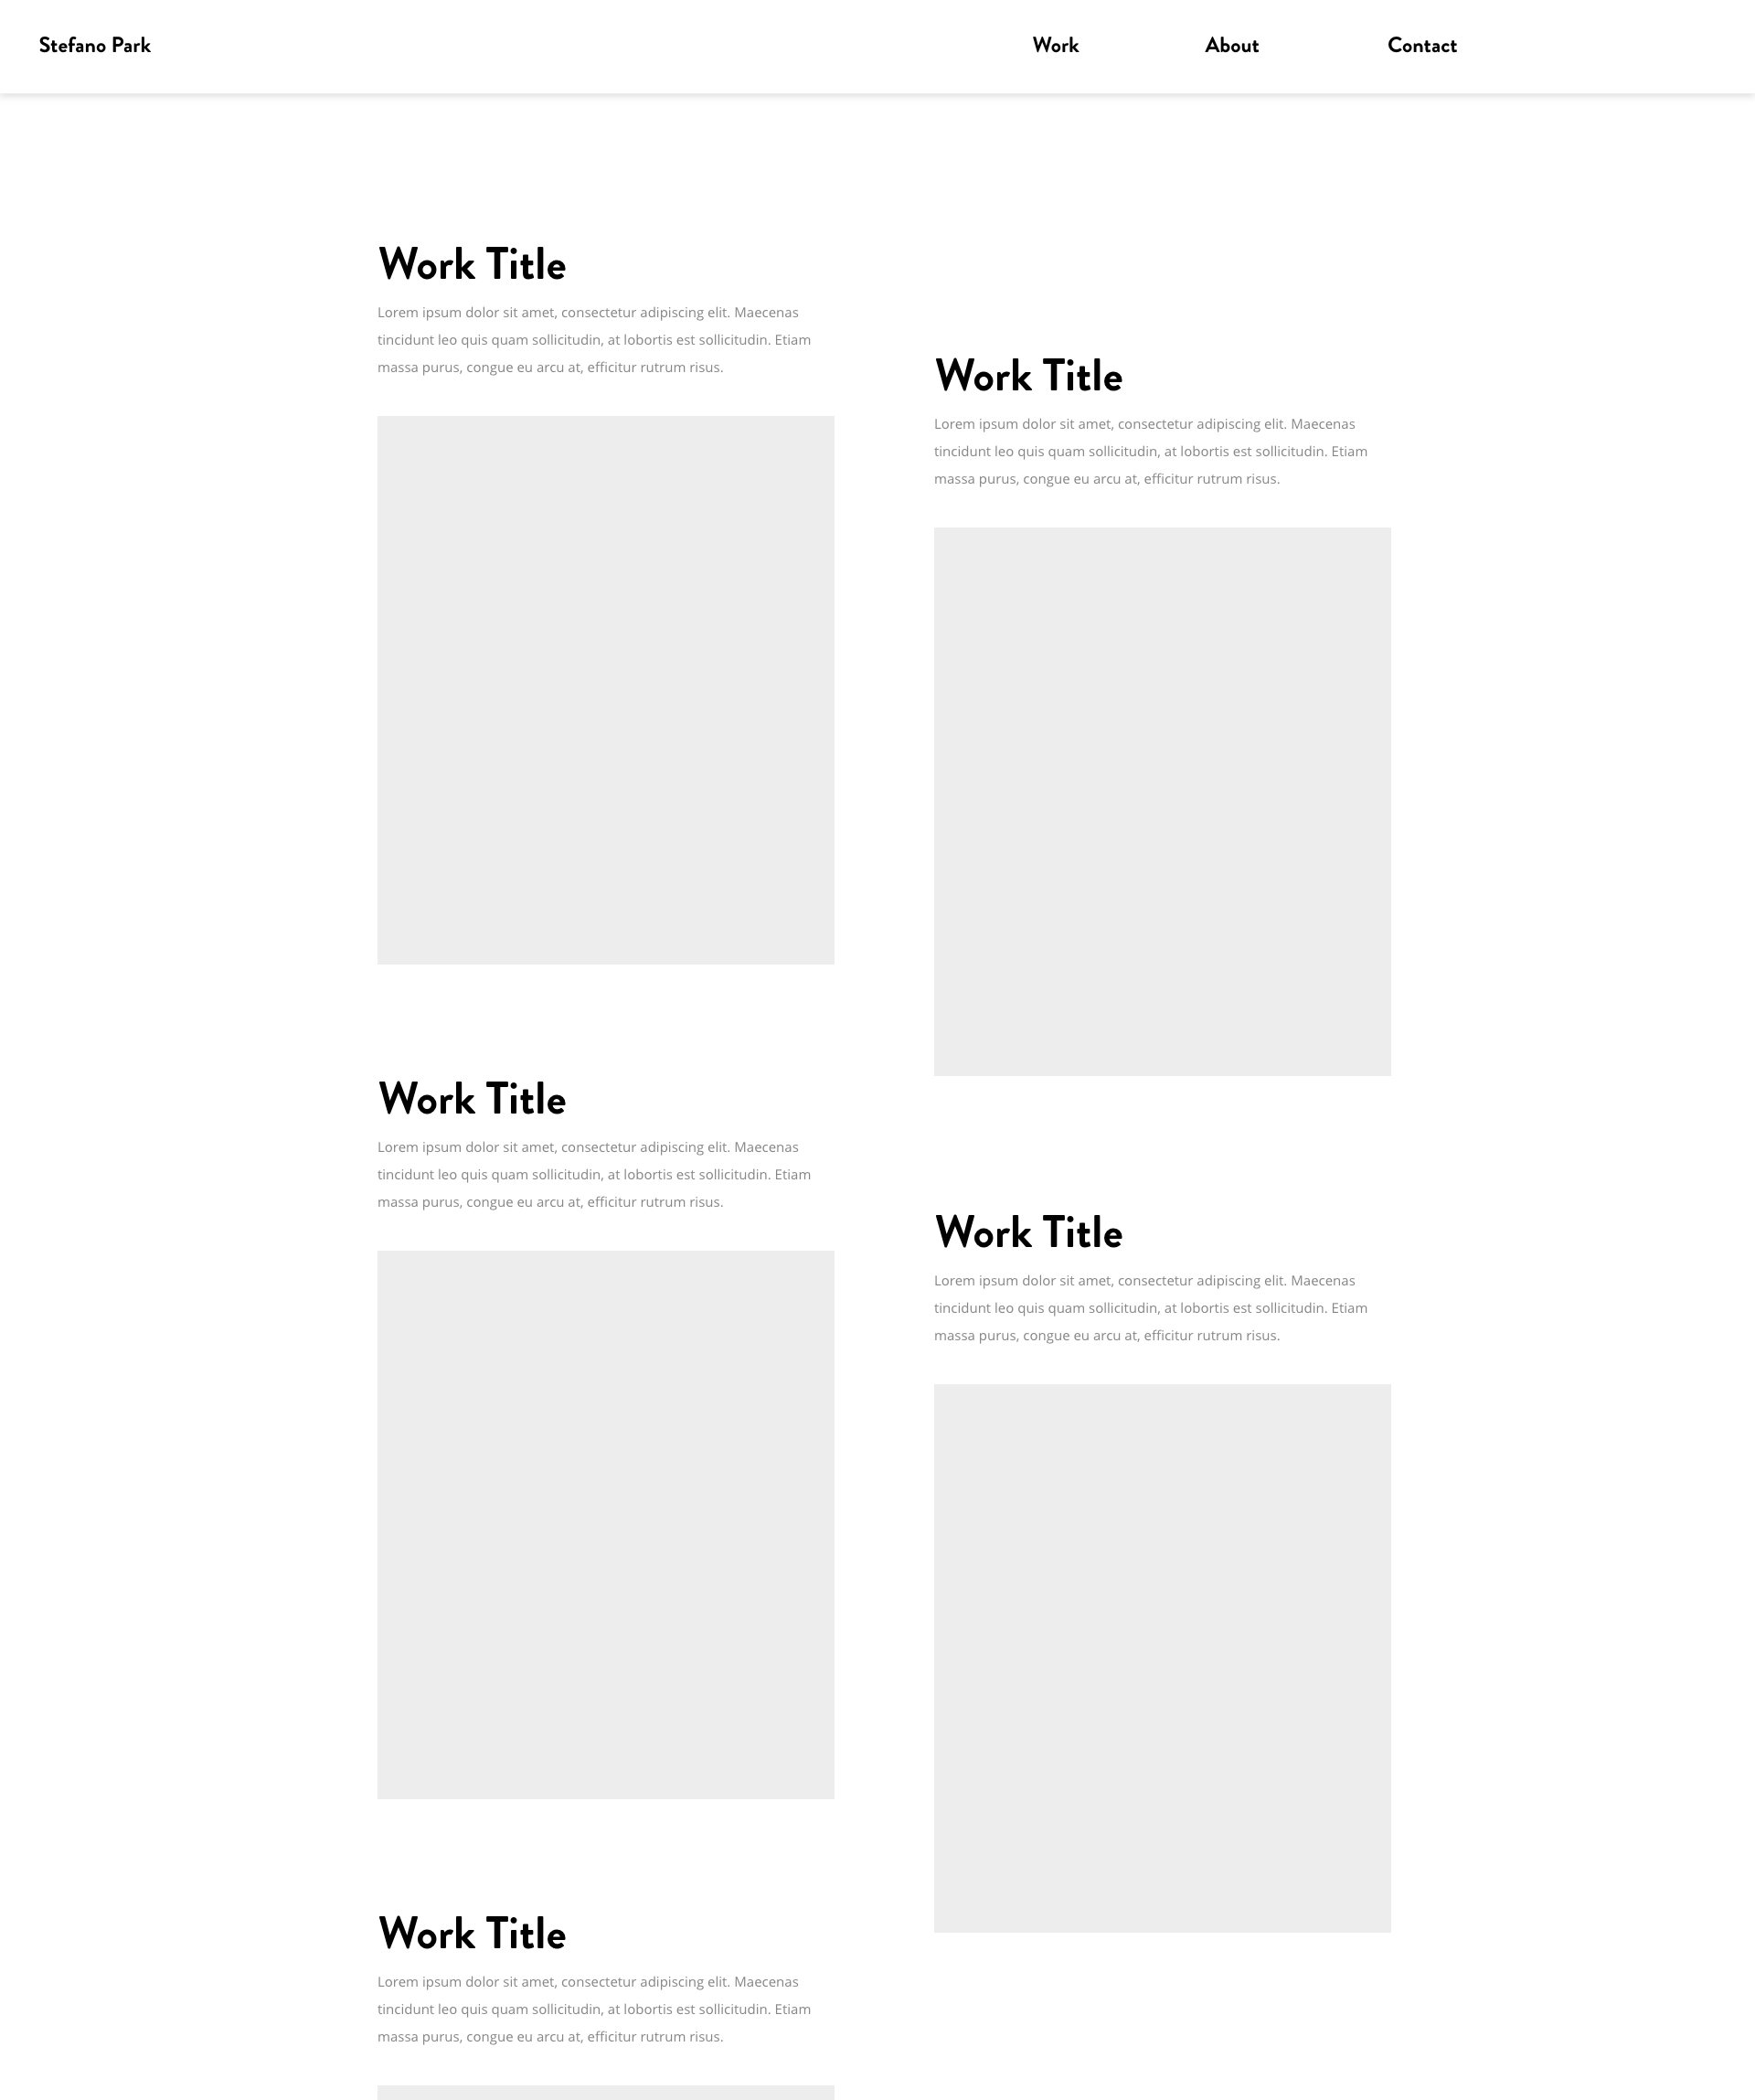 Stefano Park
Work
About
Contact
Work Title
Lorem ipsum dolor sit amet, consectetur adipiscing elit. Maecenas
tincidunt leo quis quam sollicitudin, at lobortis est sollicitudin. Etiam
massa purus, congue eu arcu at, efficitur rutrum risus.
Work Title
Lorem ipsum dolor sit amet, consectetur adipiscing elit. Maecenas
tincidunt leo quis quam sollicitudin, at lobortis est sollicitudin. Etiam
massa purus, congue eu arcu at, efficitur rutrum risus.
Work Title
Lorem ipsum dolor sit amet, consectetur adipiscing elit. Maecenas
tincidunt leo quis quam sollicitudin, at lobortis est sollicitudin. Etiam
massa purus, congue eu arcu at, efficitur rutrum risus.
Work Title
Lorem ipsum dolor sit amet, consectetur adipiscing elit. Maecenas
tincidunt leo quis quam sollicitudin, at lobortis est sollicitudin. Etiam
massa purus, congue eu arcu at, efficitur rutrum risus.
Work Title
Lorem ipsum dolor sit amet, consectetur adipiscing elit. Maecenas
tincidunt leo quis quam sollicitudin, at lobortis est sollicitudin. Etiam
massa purus, congue eu arcu at, efficitur rutrum risus.